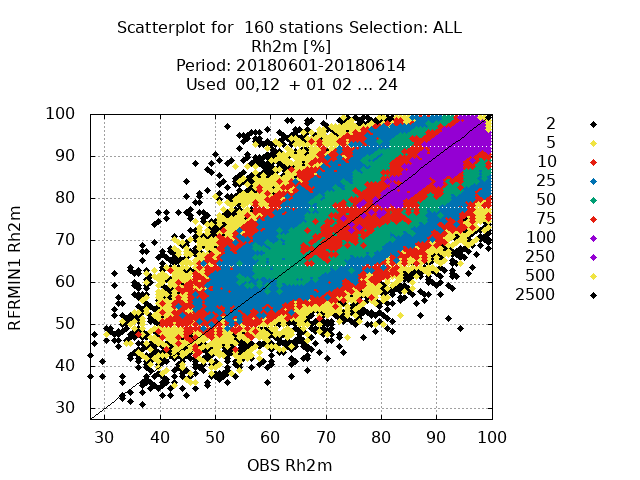 Scatterplot for 160 stations Selection: ALL
Rh2m [%]
Period: 20180601-20180614
Used 00,12 + 01 02 ... 24
100
90
80
70
60
50
40
30
RFRMIN1 Rh2m
30 40 50 60 70 80 90 100
OBS Rh2m
2
5
10
25
50
75
100
250
500
2500